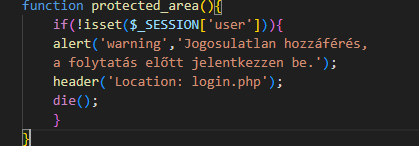 function protected_area(){
if(!isset($_SESSION['user'])){
alert('warning','Jogosulatlan hozzáférés,
a folytatás előtt jelentkezzen be.');
header('Location: login.php');
die();
}
}